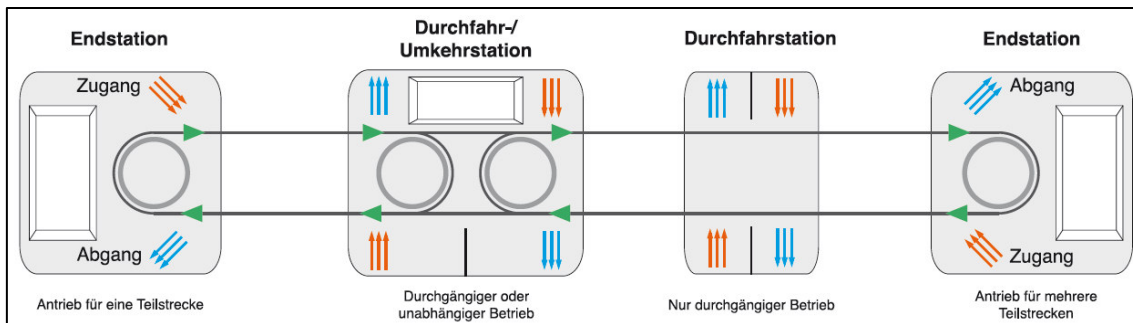 Endstation
Durchfahr-/
Umkehrstation
Durchfahrstation
Endstation
Zugang
Abgang
Abgang
Zugang
Antrieb für eine Teilstrecke
Durchgängiger oder
unabhängiger Betrieb
Nur durchgängiger Betrieb
Antrieb für mehrere
Teilstrecken